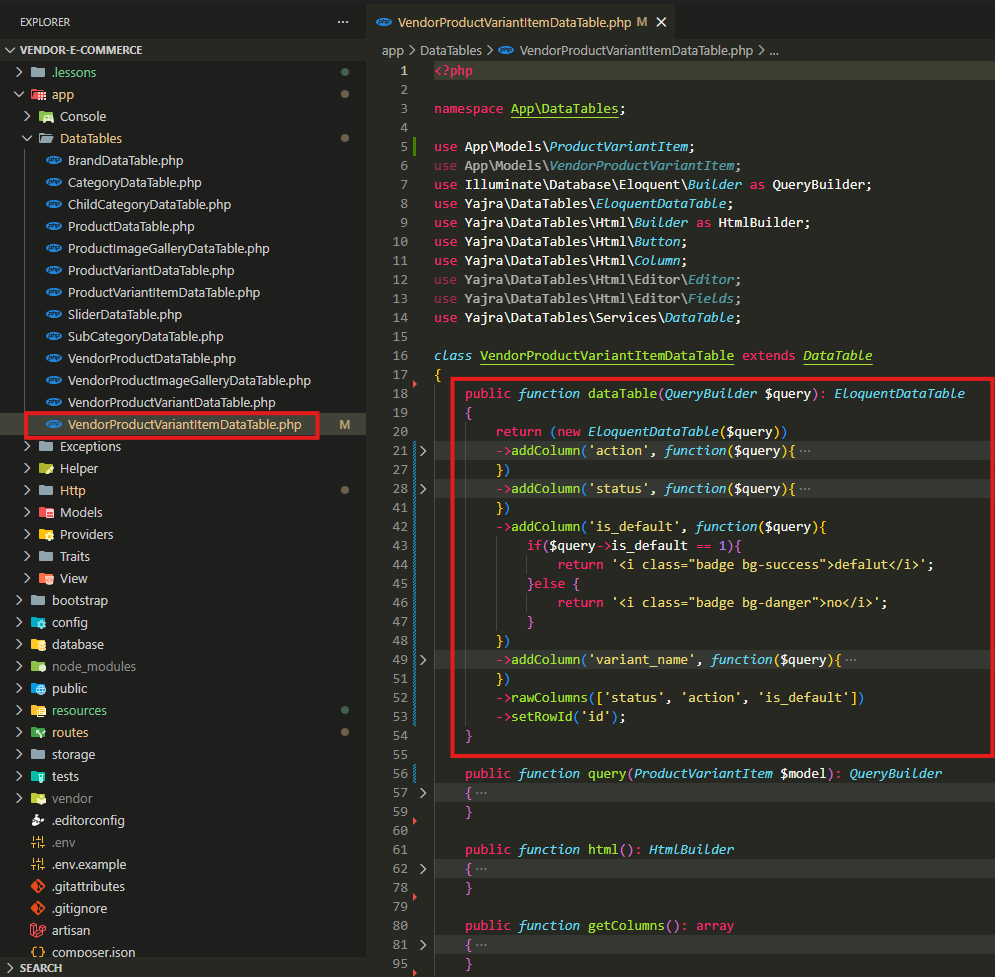 EXPLORER
···
VENDOR-E-COMMERCE
.lessons
app
Console
DataTables
BrandDataTable.php
CategoryDataTable.php
ChildCategoryDataTable.php
ProductDataTable.php
ProductImageGalleryDataTable.php
ProductVariantDataTable.php
ProductVariantItemDataTable.php
SliderDataTable.php
SubCategoryDataTable.php
VendorProductDataTable.php
VendorProductImageGalleryDataTable.php
VendorProductVariantDataTable.php
VendorProductVariantItemDataTable.php M
Exceptions
Helper
Http
Models
Providers
Traits
View
bootstrap
config
database
node_modules
public
resources
routes
storage
tests
vendor
.editorconfig
.env
.env.example
.gitattributes
.gitignore
artisan
composer.json
SEARCH
php VendorProductVariantItemDataTable.php M
app > DataTables > php VendorProductVariantItemDataTable.php > ...
1 <?php
2
3 namespace App\DataTables;
4
5 use App\Models\ProductVariantItem;
6 use App\Models\VendorProductVariantItem;
7 use Illuminate\Database\Eloquent\Builder as QueryBuilder;
8 use Yajra\DataTables\EloquentDataTable;
9 use Yajra\DataTables\Html\Builder as HtmlBuilder;
10 use Yajra\DataTables\Html\Button;
11 use Yajra\DataTables\Html\Column;
12 use Yajra\DataTables\Html\Editor\Editor;
13 use Yajra\DataTables\Html\Editor\Fields;
14 use Yajra\DataTables\Services\DataTable;
15
16 class VendorProductVariantItemDataTable extends DataTable
17 {
18 public function dataTable(QueryBuilder $query): EloquentDataTable
19 {
20 return (new EloquentDataTable($query))
21 ->addColumn('action', function($query){ ···
27 })
28 ->addColumn('status', function($query){ ···
41 })
42 ->addColumn('is_default', function($query){
43 if($query->is_default == 1){
44 return '<i class="badge bg-success">defalut</i>';
45 }else {
46 return '<i class="badge bg-danger">no</i>';
47 }
48 })
49 ->addColumn('variant_name', function($query){ ···
51 })
52 ->rawColumns(['status', 'action', 'is_default'])
53 ->setRowId('id');
54 }
55
56 public function query(ProductVariantItem $model): QueryBuilder
57 { ···
59 }
60
61 public function html(): HtmlBuilder
62 { ···
78 }
79
80 public function getColumns(): array
81 { ···
95 }